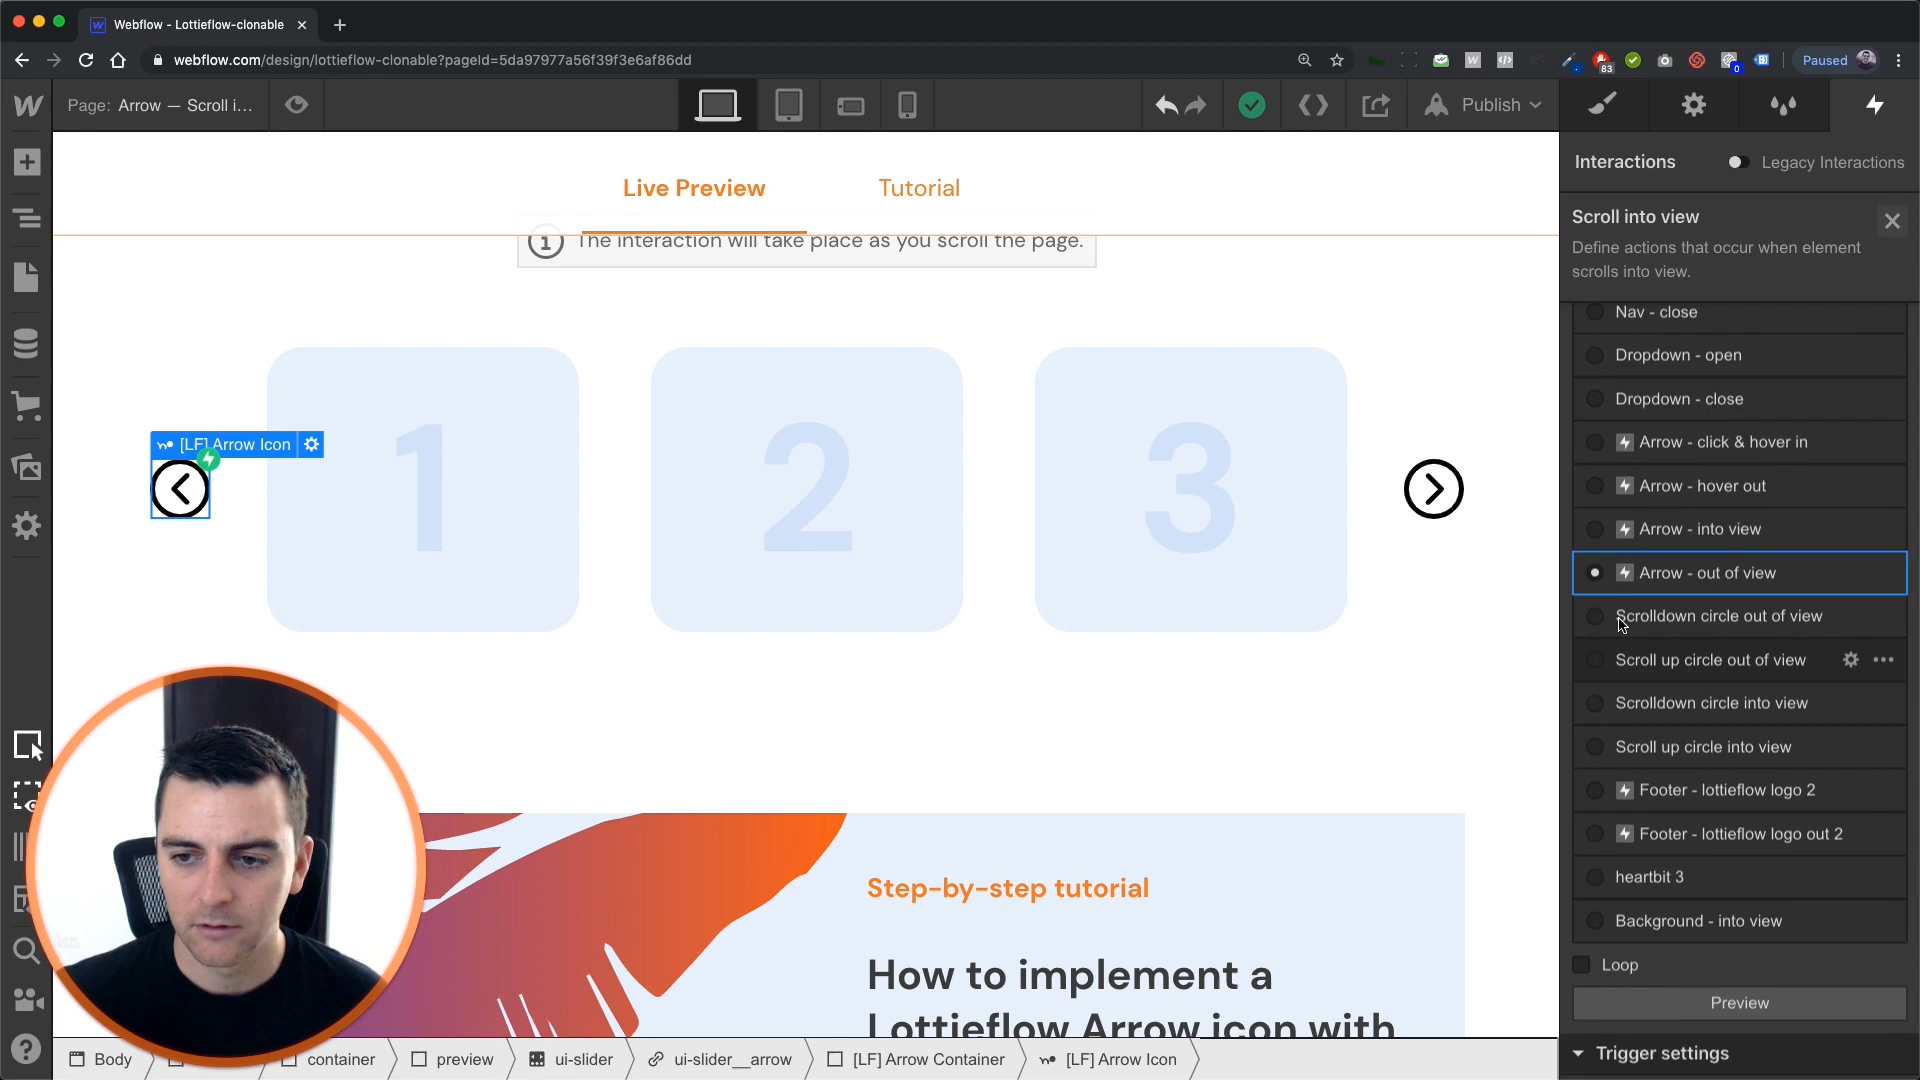 Webflow - Lottieflow-clonable
webflow.com/design/lottieflow-clonable?pageId=5da97977a56f39f3e6af86dd
83
0
Paused
Page: Arrow — Scroll i...
Publish
Live Preview
Tutorial
The interaction will take place as you scroll the page.
[LF] Arrow Icon
1
2
3
Step-by-step tutorial
How to implement a
Lottieflow Arrow icon with
Body
container
preview
ui-slider
ui-slider__arrow
[LF] Arrow Container
[LF] Arrow Icon
Interactions
Legacy Interactions
Scroll into view
Define actions that occur when element
scrolls into view.
Nav - close
Dropdown - open
Dropdown - close
Arrow - click & hover in
Arrow - hover out
Arrow - into view
Arrow - out of view
Scrolldown circle out of view
Scroll up circle out of view
Scrolldown circle into view
Scroll up circle into view
Footer - lottieflow logo 2
Footer - lottieflow logo out 2
heartbit 3
Background - into view
Loop
Preview
Trigger settings